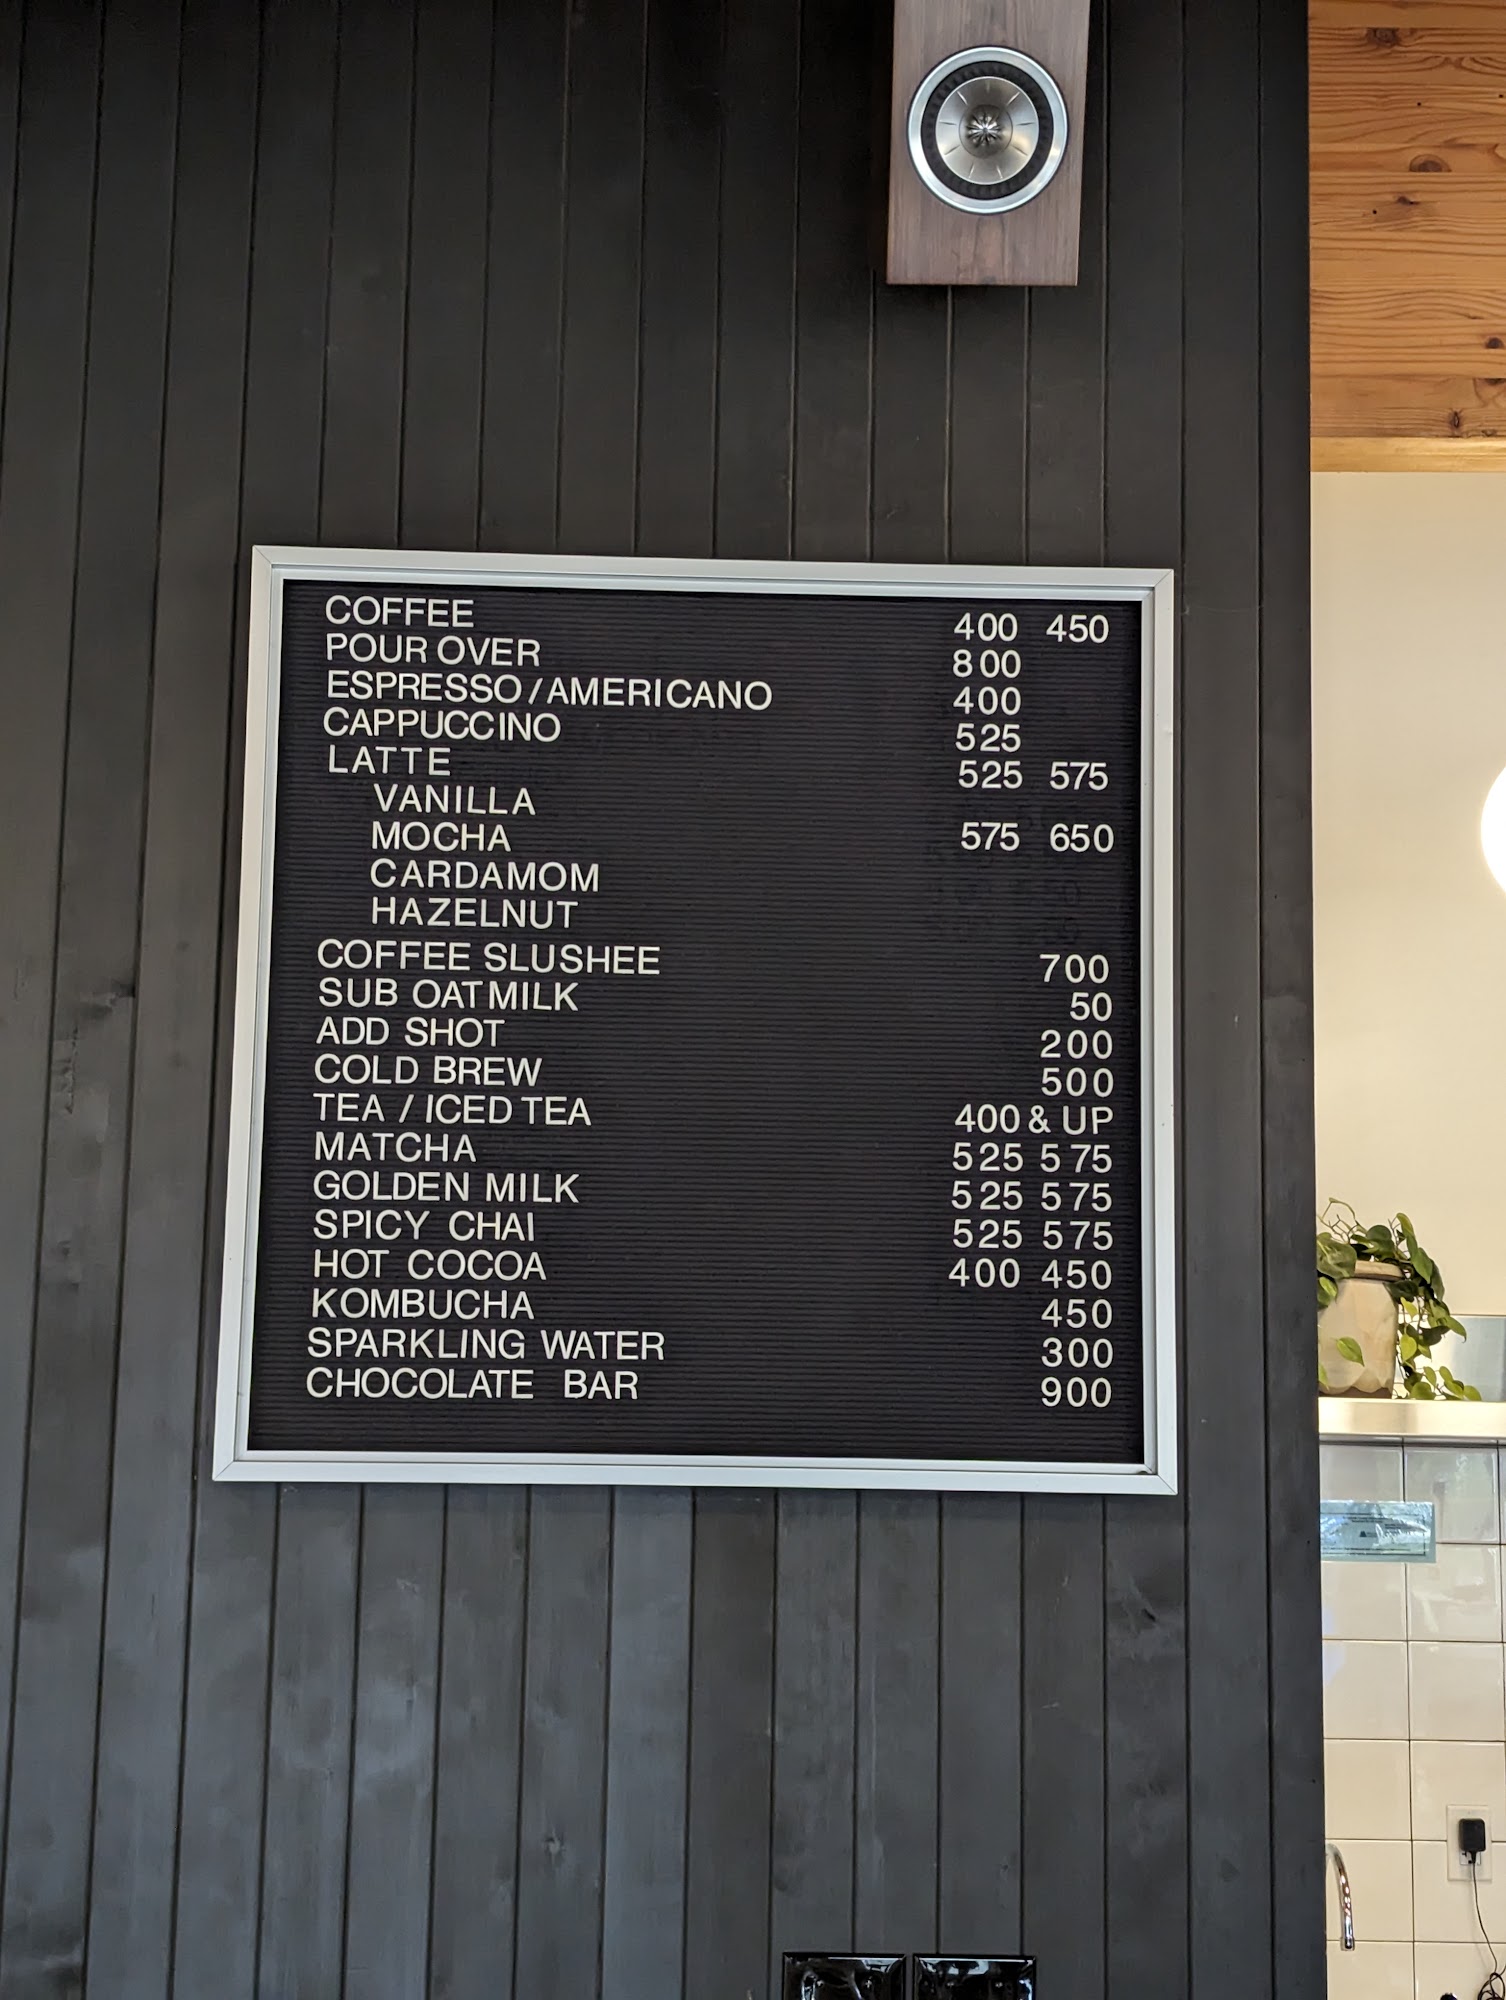 COFFEE 400 450
POUR OVER 800
ESPRESSO/AMERICANO 400
CAPPUCCINO 525
LATTE 525 575
VANILLA
MOCHA 575 650
CARDAMOM
HAZELNUT
COFFEE SLUSHEE 700
SUB OATMILK 50
ADD SHOT 200
COLD BREW 500
TEA / ICED TEA 400 & UP
MATCHA 525 575
GOLDEN MILK 525 575
SPICY CHAI 525 575
HOT COCOA 400 450
KOMBUCHA 450
SPARKLING WATER 300
CHOCOLATE BAR 900